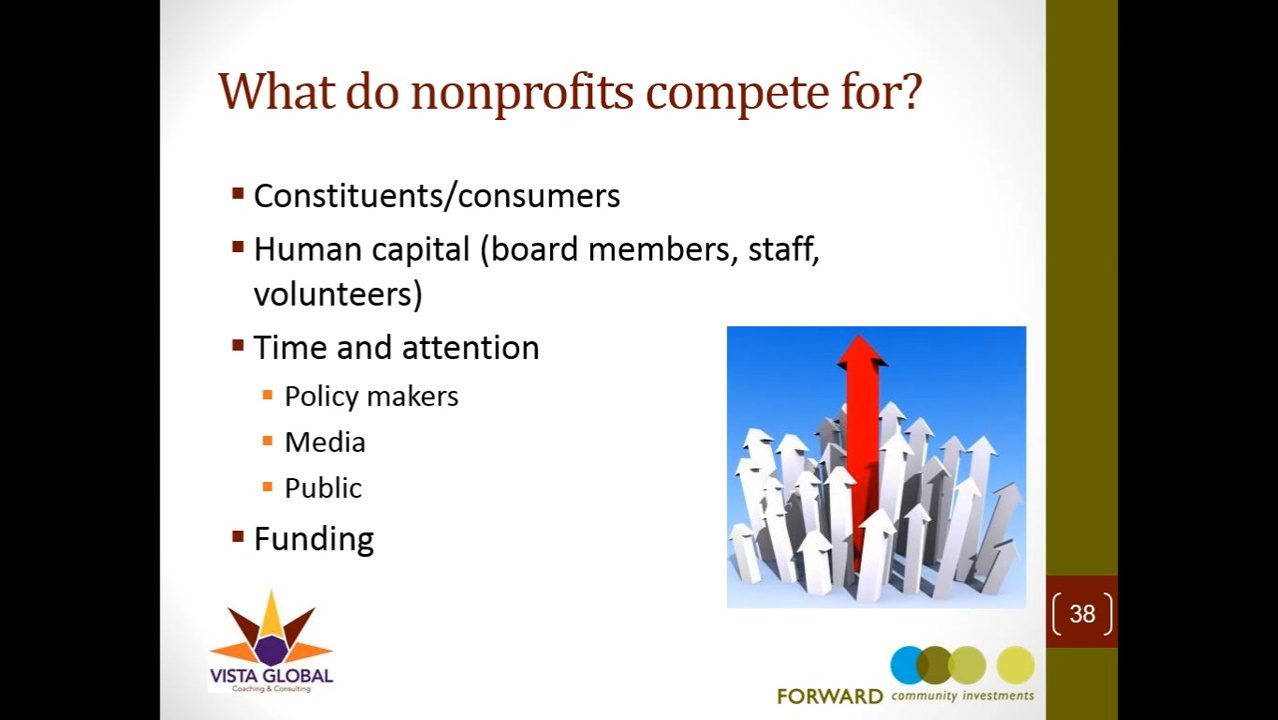 What do nonprofits compete for?
Constituents/consumers
Human capital (board members, staff,
volunteers)
Time and attention
Policy makers
Media
Public
Funding
38
VISTA GLOBAL
Coaching & Consulting
FORWARD community investments